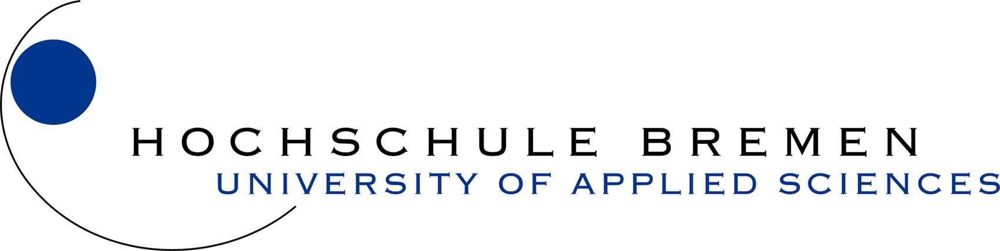 HOCHSCHULE BREMEN
UNIVERSITY OF APPLIED SCIENCES